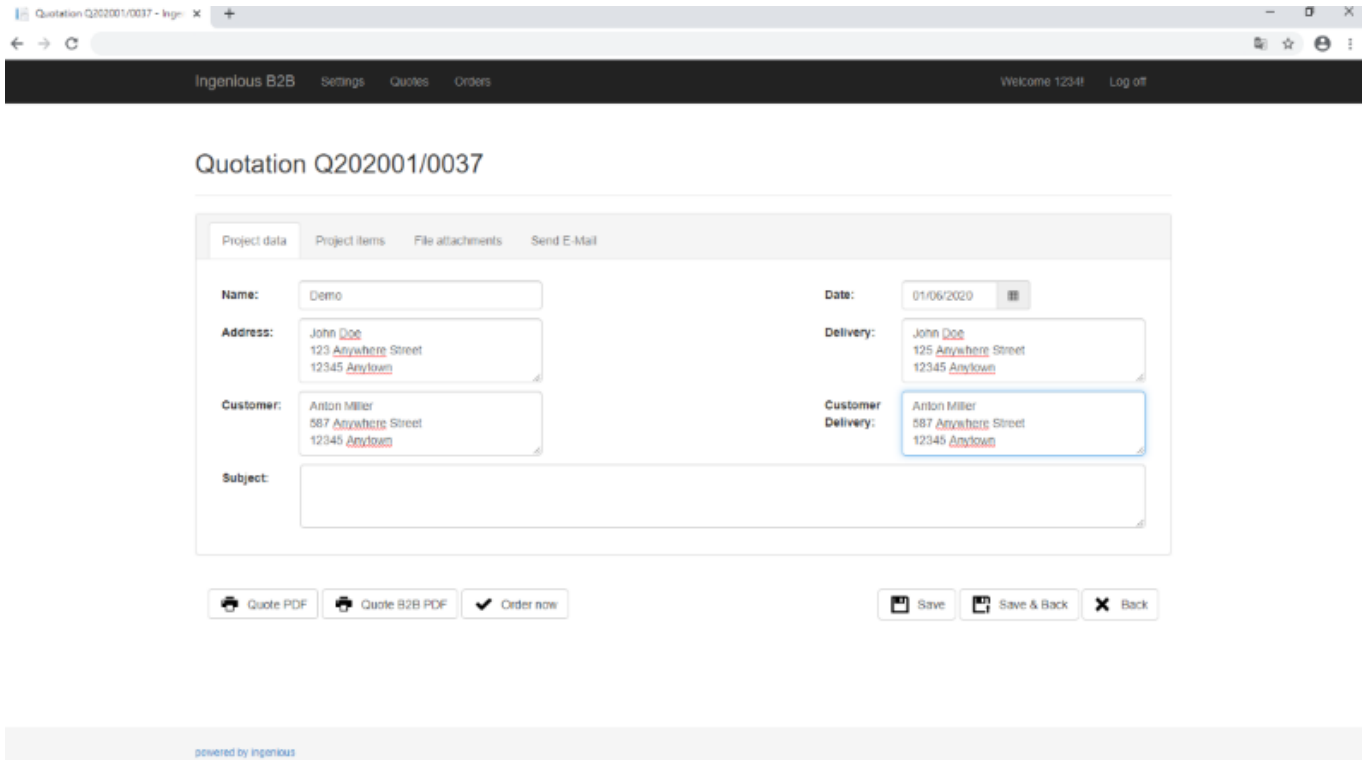 Quotation Q202001/0037 - Inge
Ingenious B2B Settings Quotes Orders Welcome 1234! Log off
Quotation Q202001/0037
Project data Project items File attachments Send E-Mail
Name: Demo Date: 01/06/2020
Address: John Doe Delivery: John Doe
123 Anywhere Street 125 Anywhere Street
12345 Anytown 12345 Anytown
Customer: Anton Miller Customer Anton Miller
587 Anywhere Street Delivery: 587 Anywhere Street
12345 Anytown 12345 Anytown
Subject:
Quote PDF Quote B2B PDF Order now Save Save & Back Back
powered by ingenious